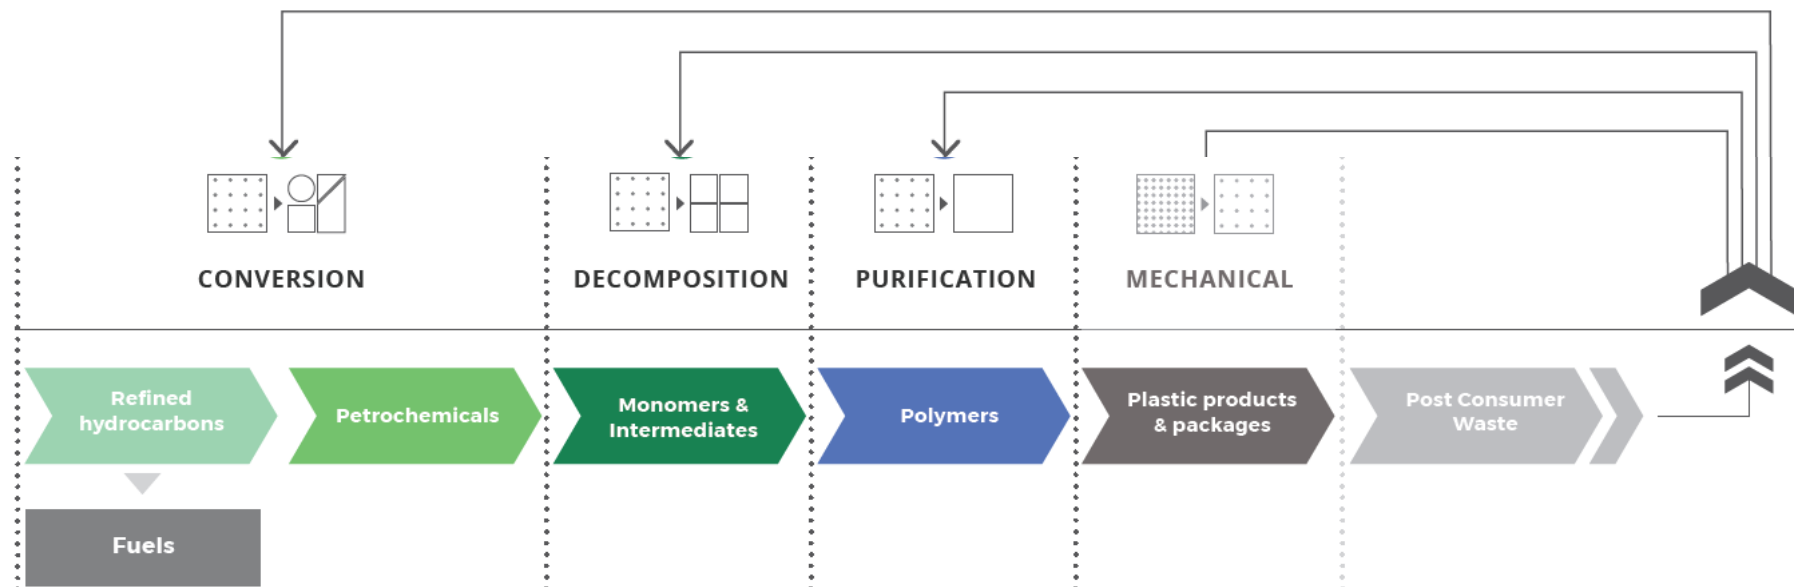 CONVERSION
DECOMPOSITION
PURIFICATION
MECHANICAL
Refined
hydrocarbons
Petrochemicals
Monomers &
Intermediates
Polymers
Plastic products
& packages
Post Consumer
Waste
Fuels